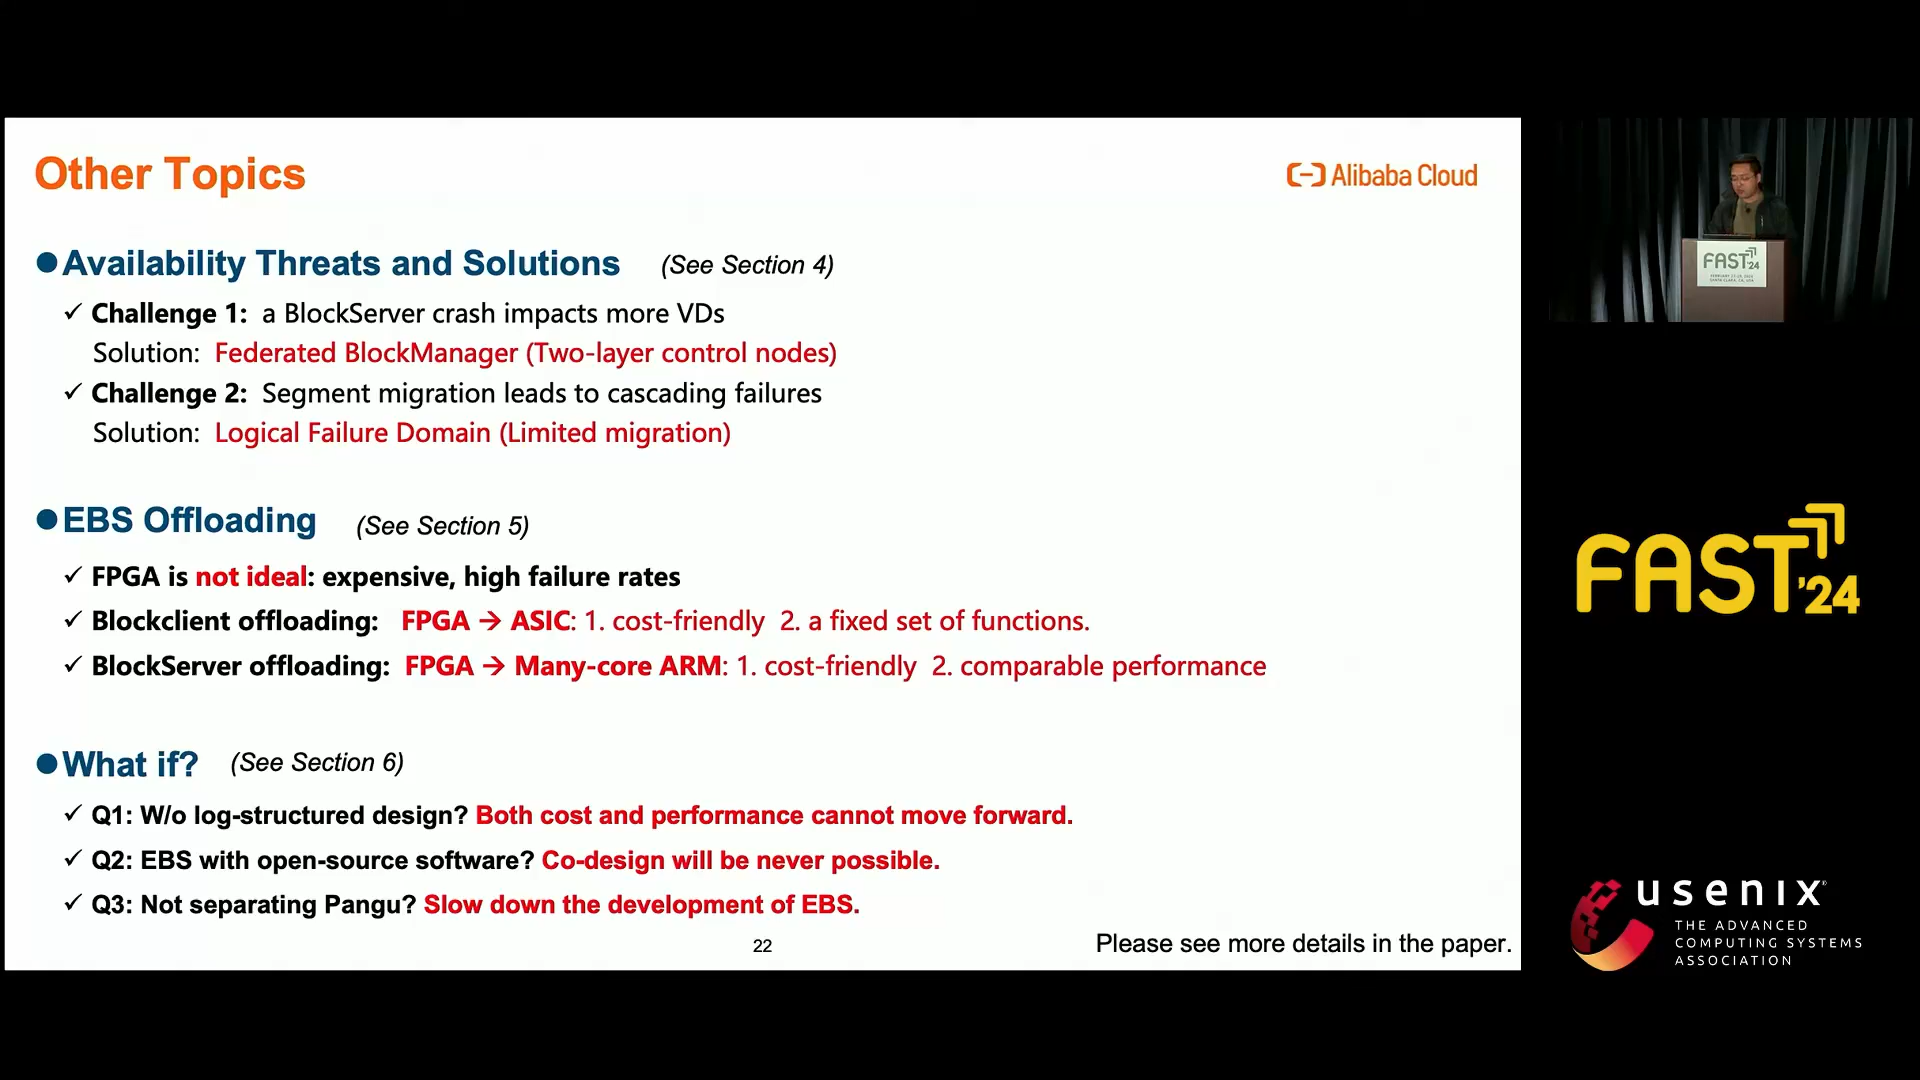 Other Topics
Alibaba Cloud
Availability Threats and Solutions (See Section 4)
✓ Challenge 1: a BlockServer crash impacts more VDs
Solution: Federated BlockManager (Two-layer control nodes)
✓ Challenge 2: Segment migration leads to cascading failures
Solution: Logical Failure Domain (Limited migration)
EBS Offloading (See Section 5)
✓ FPGA is not ideal: expensive, high failure rates
✓ Blockclient offloading: FPGA → ASIC: 1. cost-friendly 2. a fixed set of functions.
✓ BlockServer offloading: FPGA → Many-core ARM: 1. cost-friendly 2. comparable performance
What if? (See Section 6)
✓ Q1: W/o log-structured design? Both cost and performance cannot move forward.
✓ Q2: EBS with open-source software? Co-design will be never possible.
✓ Q3: Not separating Pangu? Slow down the development of EBS.
22
Please see more details in the paper.
FAST '24
FAST '24
usenix
THE ADVANCED
COMPUTING SYSTEMS
ASSOCIATION